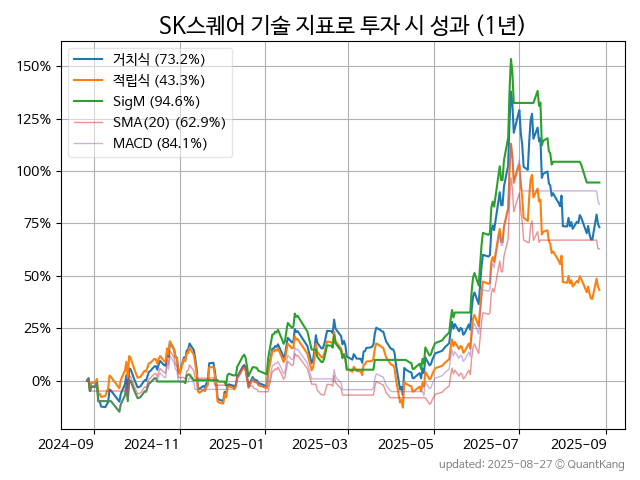 SK스퀘어 기술 지표로 투자 시 성과 (1년)
거치식 (73.2%)
적립식 (43.3%)
SigM (94.6%)
SMA(20) (62.9%)
MACD (84.1%)
150%
125%
100%
75%
50%
25%
0%
2024-09 2024-11 2025-01 2025-03 2025-05 2025-07 2025-09
updated: 2025-08-27 © QuantKang